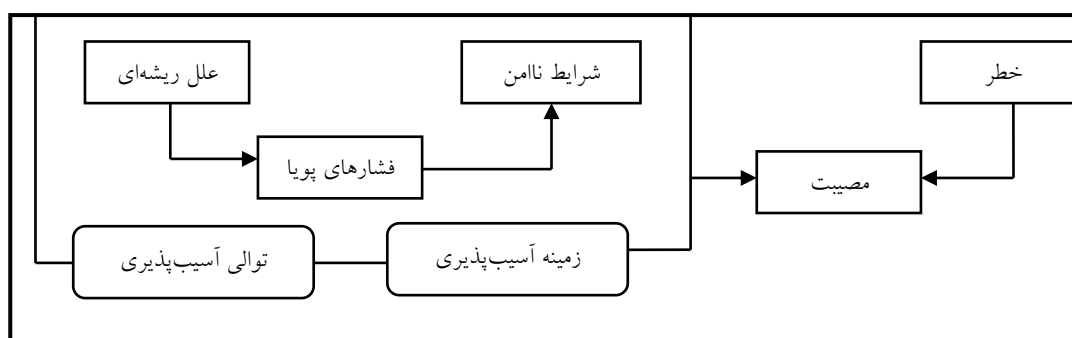 علل ریشه‌ای
شرایط ناامن
خطر
فشارهای پویا
مصیبت
توالی آسیب‌پذیری
زمینه آسیب‌پذیری